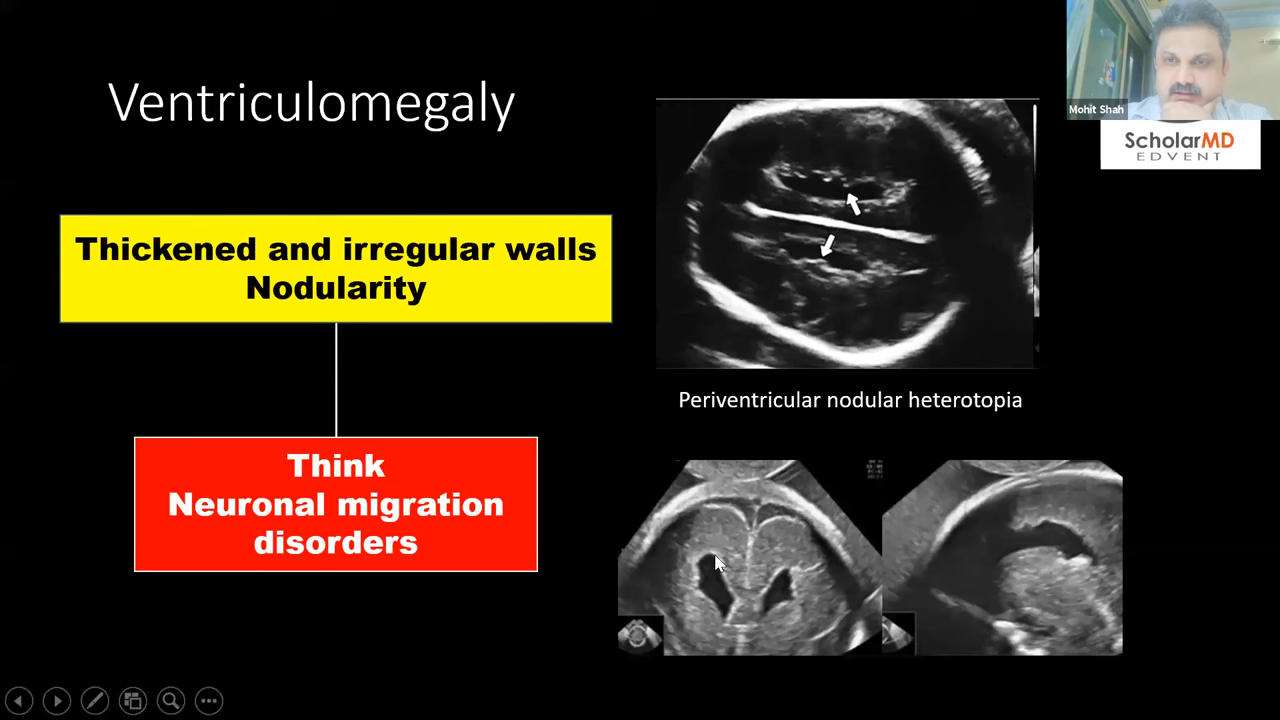 Ventriculomegaly
Mohit Shah
ScholarMD
EDVENT
Thickened and irregular walls
Nodularity
Think
Neuronal migration
disorders
Periventricular nodular heterotopia